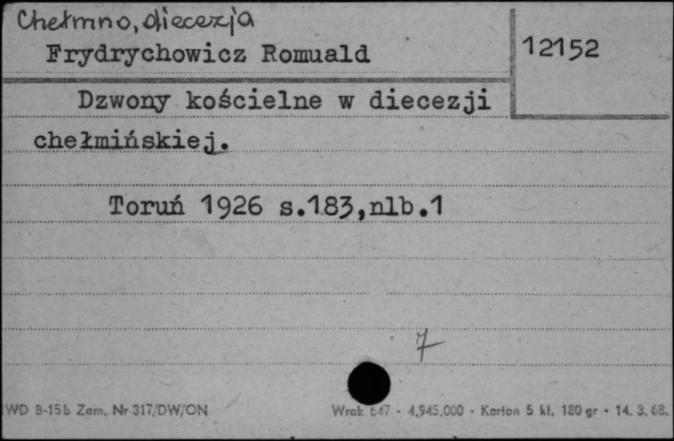 Chełmno, diecezja
Frydrychowicz Romuald
12152
Dzwony kościelne w diecezji
chełmińskiej.
Toruń 1926 s.183,nlb.1
7
WD B-15b Zam. Nr 317/DW/ON
647 - 4.945.000 - Karton 5 kl. 180 gr - 14. 3. 68.